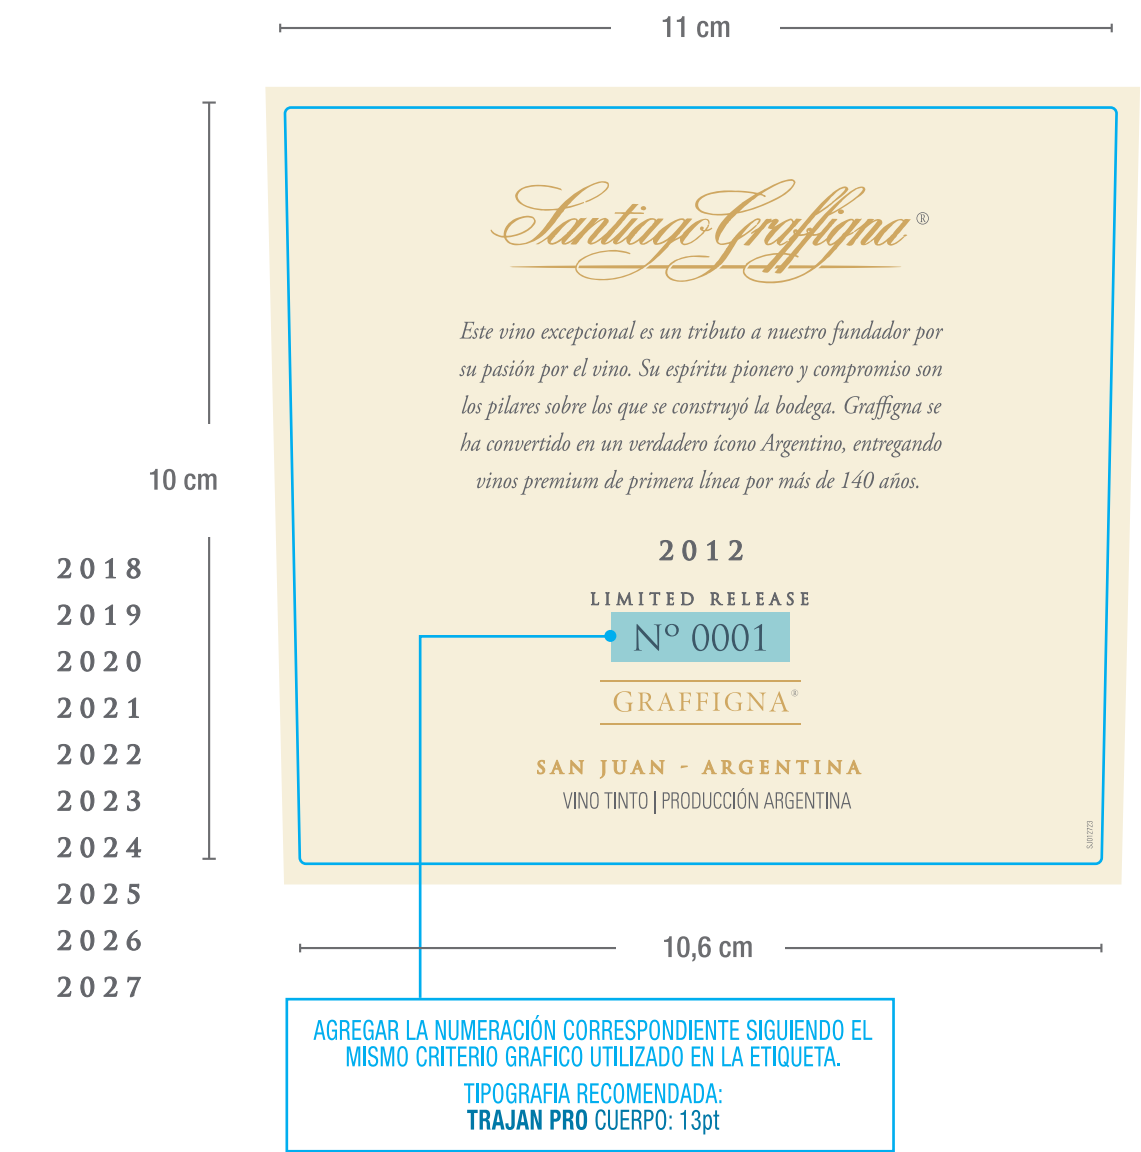 11 cm
Santiago Graffigna®
Este vino excepcional es un tributo a nuestro fundador por
su pasión por el vino. Su espíritu pionero y compromiso son
los pilares sobre los que se construyó la bodega. Graffigna se
ha convertido en un verdadero ícono Argentino, entregando
vinos premium de primera línea por más de 140 años.
10 cm
2012
LIMITED RELEASE
Nº 0001
GRAFFIGNA®
SAN JUAN - ARGENTINA
VINO TINTO | PRODUCCIÓN ARGENTINA
SJ012723
2018
2019
2020
2021
2022
2023
2024
2025
2026
2027
10,6 cm
AGREGAR LA NUMERACIÓN CORRESPONDIENTE SIGUIENDO EL
MISMO CRITERIO GRAFICO UTILIZADO EN LA ETIQUETA.
TIPOGRAFIA RECOMENDADA:
TRAJAN PRO CUERPO: 13pt